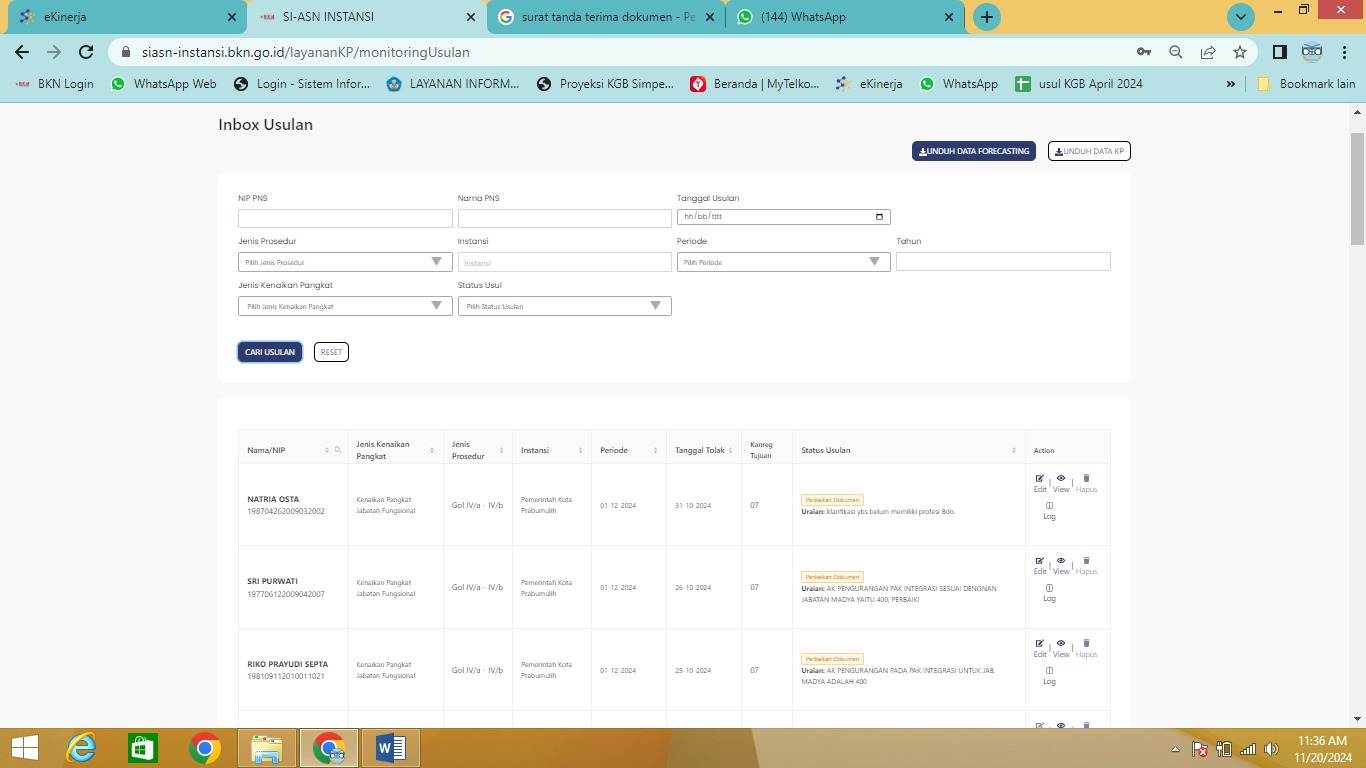 eKinerja
SI-ASN INSTANSI
surat tanda terima dokumen - Pe
(144) WhatsApp
siasn-instansi.bkn.go.id/layananKP/monitoringUsulan
BKN Login
WhatsApp Web
Login - Sistem Infor...
LAYANAN INFORM...
Proyeksi KGB Simpe...
Beranda | MyTelko...
eKinerja
WhatsApp
usul KGB April 2024
»
Bookmark lain
Inbox Usulan
UNDUH DATA FORECASTING
UNDUH DATA KP
NIP PNS
Nama PNS
Tanggal Usulan
hh/bb/tttt
Jenis Prosedur
Instansi
Periode
Tahun
Pilih Jenis Prosedur
Instansi
Pilih Periode
Jenis Kenaikan Pangkat
Status Usul
Pilih Jenis Kenaikan Pangkat
Pilih Status Usulan
CARI USULAN
RESET
Nama/NIP
Jenis Kenaikan
Pangkat
Jenis
Prosedur
Instansi
Periode
Tanggal Tolak
Kanreg
Tujuan
Status Usulan
Action
NATRIA OSTA
198704262009032002
Kenaikan Pangkat
Jabatan Fungsional
Gol IV/a - IV/b
Pemerintah Kota
Prabumulih
01-12-2024
31-10-2024
07
Perbaikan Dokumen
Uraian: klarifikasi ybs belum memiliki profesi Bdn.
Edit | View | Hapus
Log
SRI PURWATI
197706122009042007
Kenaikan Pangkat
Jabatan Fungsional
Gol IV/a - IV/b
Pemerintah Kota
Prabumulih
01-12-2024
26-10-2024
07
Perbaikan Dokumen
Uraian: AK PENGURANGAN PAK INTEGRASI SESUAI DENGNAN
JABATAN MADYA YAITU 400, PERBAIKI
Edit | View | Hapus
Log
RIKO PRAYUDI SEPTA
198109112010011021
Kenaikan Pangkat
Jabatan Fungsional
Gol IV/a - IV/b
Pemerintah Kota
Prabumulih
01-12-2024
25-10-2024
07
Perbaikan Dokumen
Uraian: AK PENGURANGAN PADA PAK INTEGRASI UNTUK JAB.
MADYA ADALAH 400
Edit | View | Hapus
Log
11:36 AM
11/20/2024